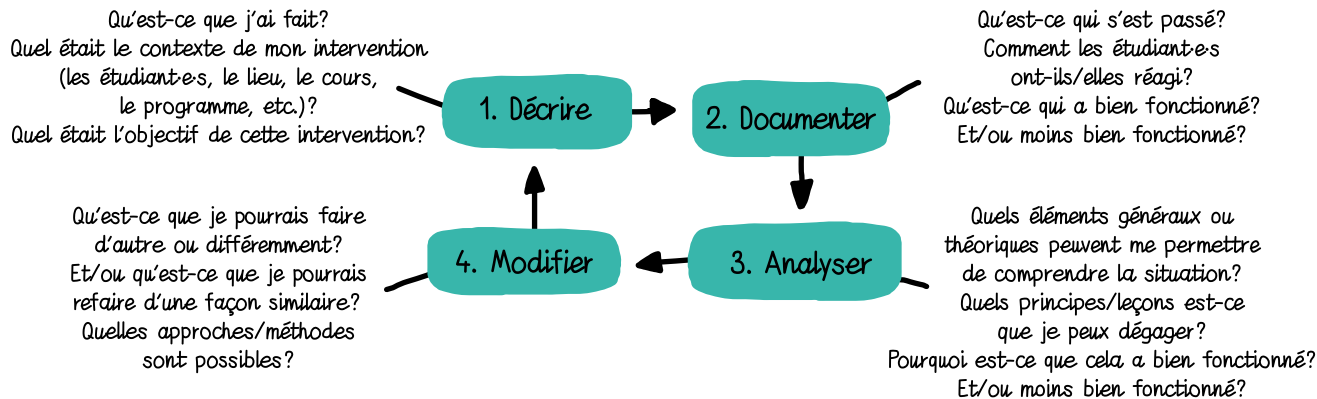 Qu'est-ce que j'ai fait?
Quel était le contexte de mon intervention
(les étudiant·e·s, le lieu, le cours,
le programme, etc.)?
Quel était l'objectif de cette intervention?
1. Décrire
2. Documenter
Qu'est-ce qui s'est passé?
Comment les étudiant·e·s
ont-ils/elles réagi?
Qu'est-ce qui a bien fonctionné?
Et/ou moins bien fonctionné?
3. Analyser
Quels éléments généraux ou
théoriques peuvent me permettre
de comprendre la situation?
Quels principes/leçons est-ce
que je peux dégager?
Pourquoi est-ce que cela a bien fonctionné?
Et/ou moins bien fonctionné?
4. Modifier
Qu'est-ce que je pourrais faire
d'autre ou différemment?
Et/ou qu'est-ce que je pourrais
refaire d'une façon similaire?
Quelles approches/méthodes
sont possibles?